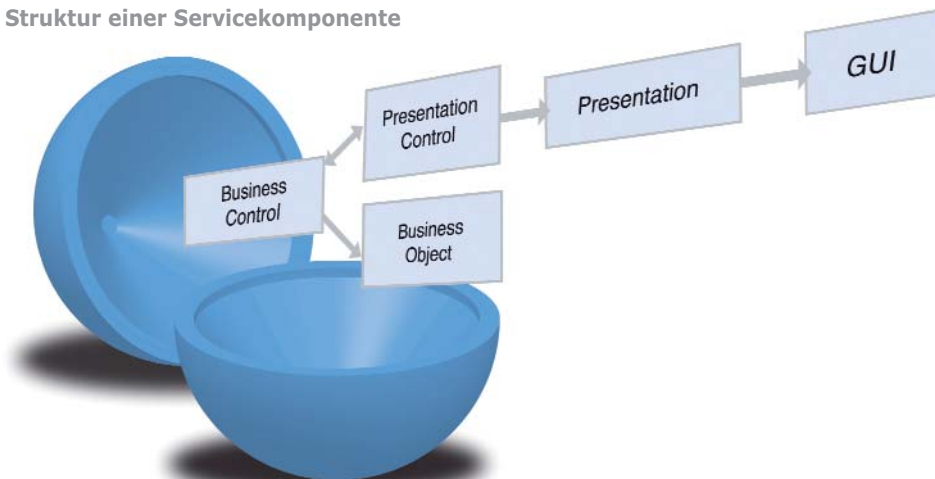 Struktur einer Servicekomponente
Presentation
Control
Presentation
GUI
Business
Control
Business
Object